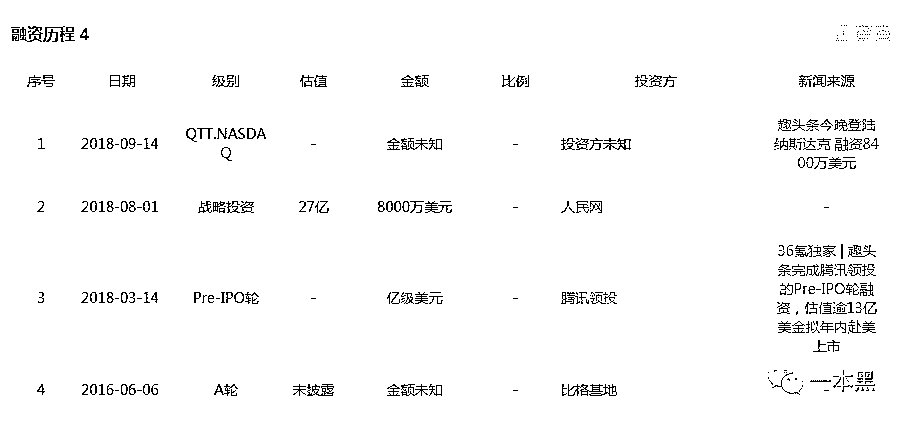 融资历程 4
序号 日期 级别 估值 金额 比例 投资方 新闻来源
1 2018-09-14 QTT.NASDA
Q - 金额未知 - 投资方未知 趣头条今晚登陆
纳斯达克 融资84
00万美元
2 2018-08-01 战略投资 27亿 8000万美元 - 人民网 -
3 2018-03-14 Pre-IPO轮 - 亿级美元 - 腾讯领投 36氪独家 | 趣头
条完成腾讯领投
的Pre-IPO轮融
资，估值逾13亿
美金拟年内赴美
上市
4 2016-06-06 A轮 未披露 金额未知 - 比格基地
一本黑